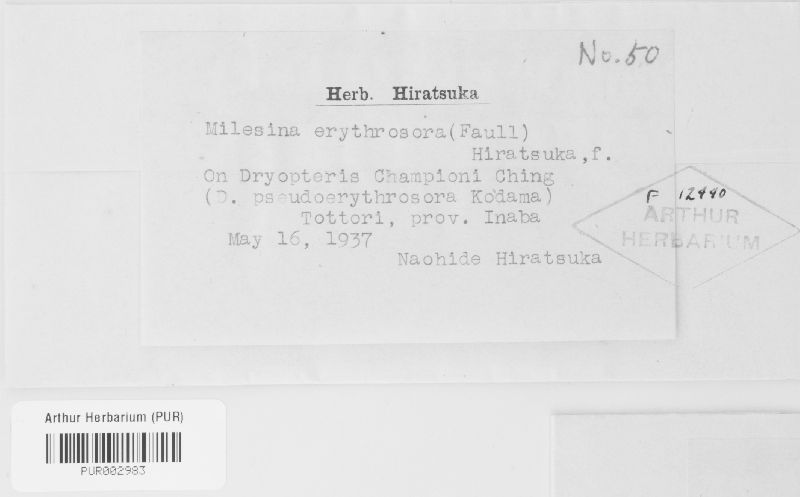 No. 50
Herb. Hiratsuka
Milesina erythrosora(Faull)
Hiratsuka,f.
On Dryopteris Championi Ching
(D. pseudoerythrosora Kodama)
Tottori, prov. Inaba
May 16, 1937
Naohide Hiratsuka
F 12440
ARTHUR
HERBARIUM
Arthur Herbarium (PUR)
PUR002983